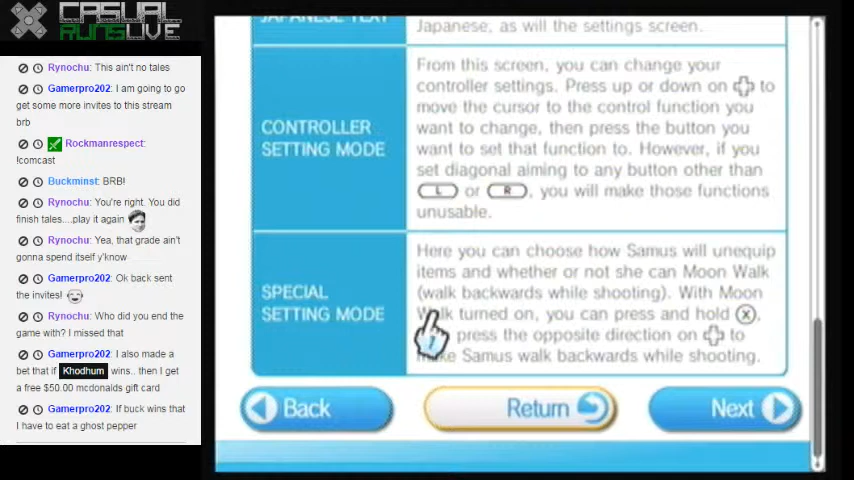 CASUAL
RUNSLIVE
Rynochu: This ain't no tales
Gamerpro202: I am going to go
get some more invites to this stream
brb
Rockmanrespect:
!comcast
Buckminst: BRB!
Rynochu: You're right. You did
finish tales....play it again
Rynochu: Yea, that grade ain't
gonna spend itself y'know
Gamerpro202: Ok back sent
the invites!
Rynochu: Who did you end the
game with? I missed that
Gamerpro202: I also made a
bet that if Khodhum wins.. then I get
a free $50.00 mcdonalds gift card
Gamerpro202: If buck wins that
I have to eat a ghost pepper
JAPANESE TEXT
Japanese, as will the settings screen.
CONTROLLER
SETTING MODE
From this screen, you can change your
controller settings. Press up or down on to
move the cursor to the control function you
want to change, then press the button you
want to set that function to. However, if you
set diagonal aiming to any button other than
L or R, you will make those functions
unusable.
SPECIAL
SETTING MODE
Here you can choose how Samus will unequip
items and whether or not she can Moon Walk
(walk backwards while shooting). With Moon
Walk turned on, you can press and hold X,
press the opposite direction on to
make Samus walk backwards while shooting.
Back
Return
Next